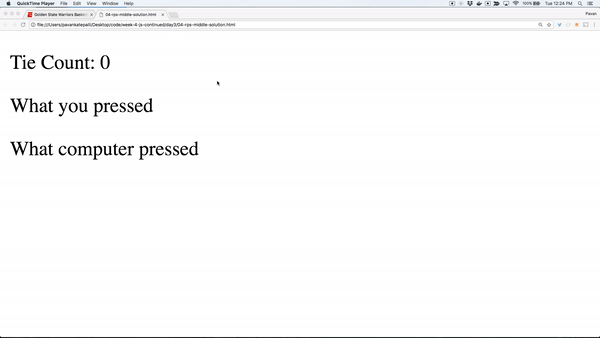 QuickTime Player File Edit View Window Help 100% Tue 12:24 PM
Pavan
Golden State Warriors Basketb 04-rps-middle-solution.html
file:///Users/pavankatepalli/Desktop/code/week-4-js-continued/day3/04-rps-middle-solution.html
Tie Count: 0
What you pressed
What computer pressed